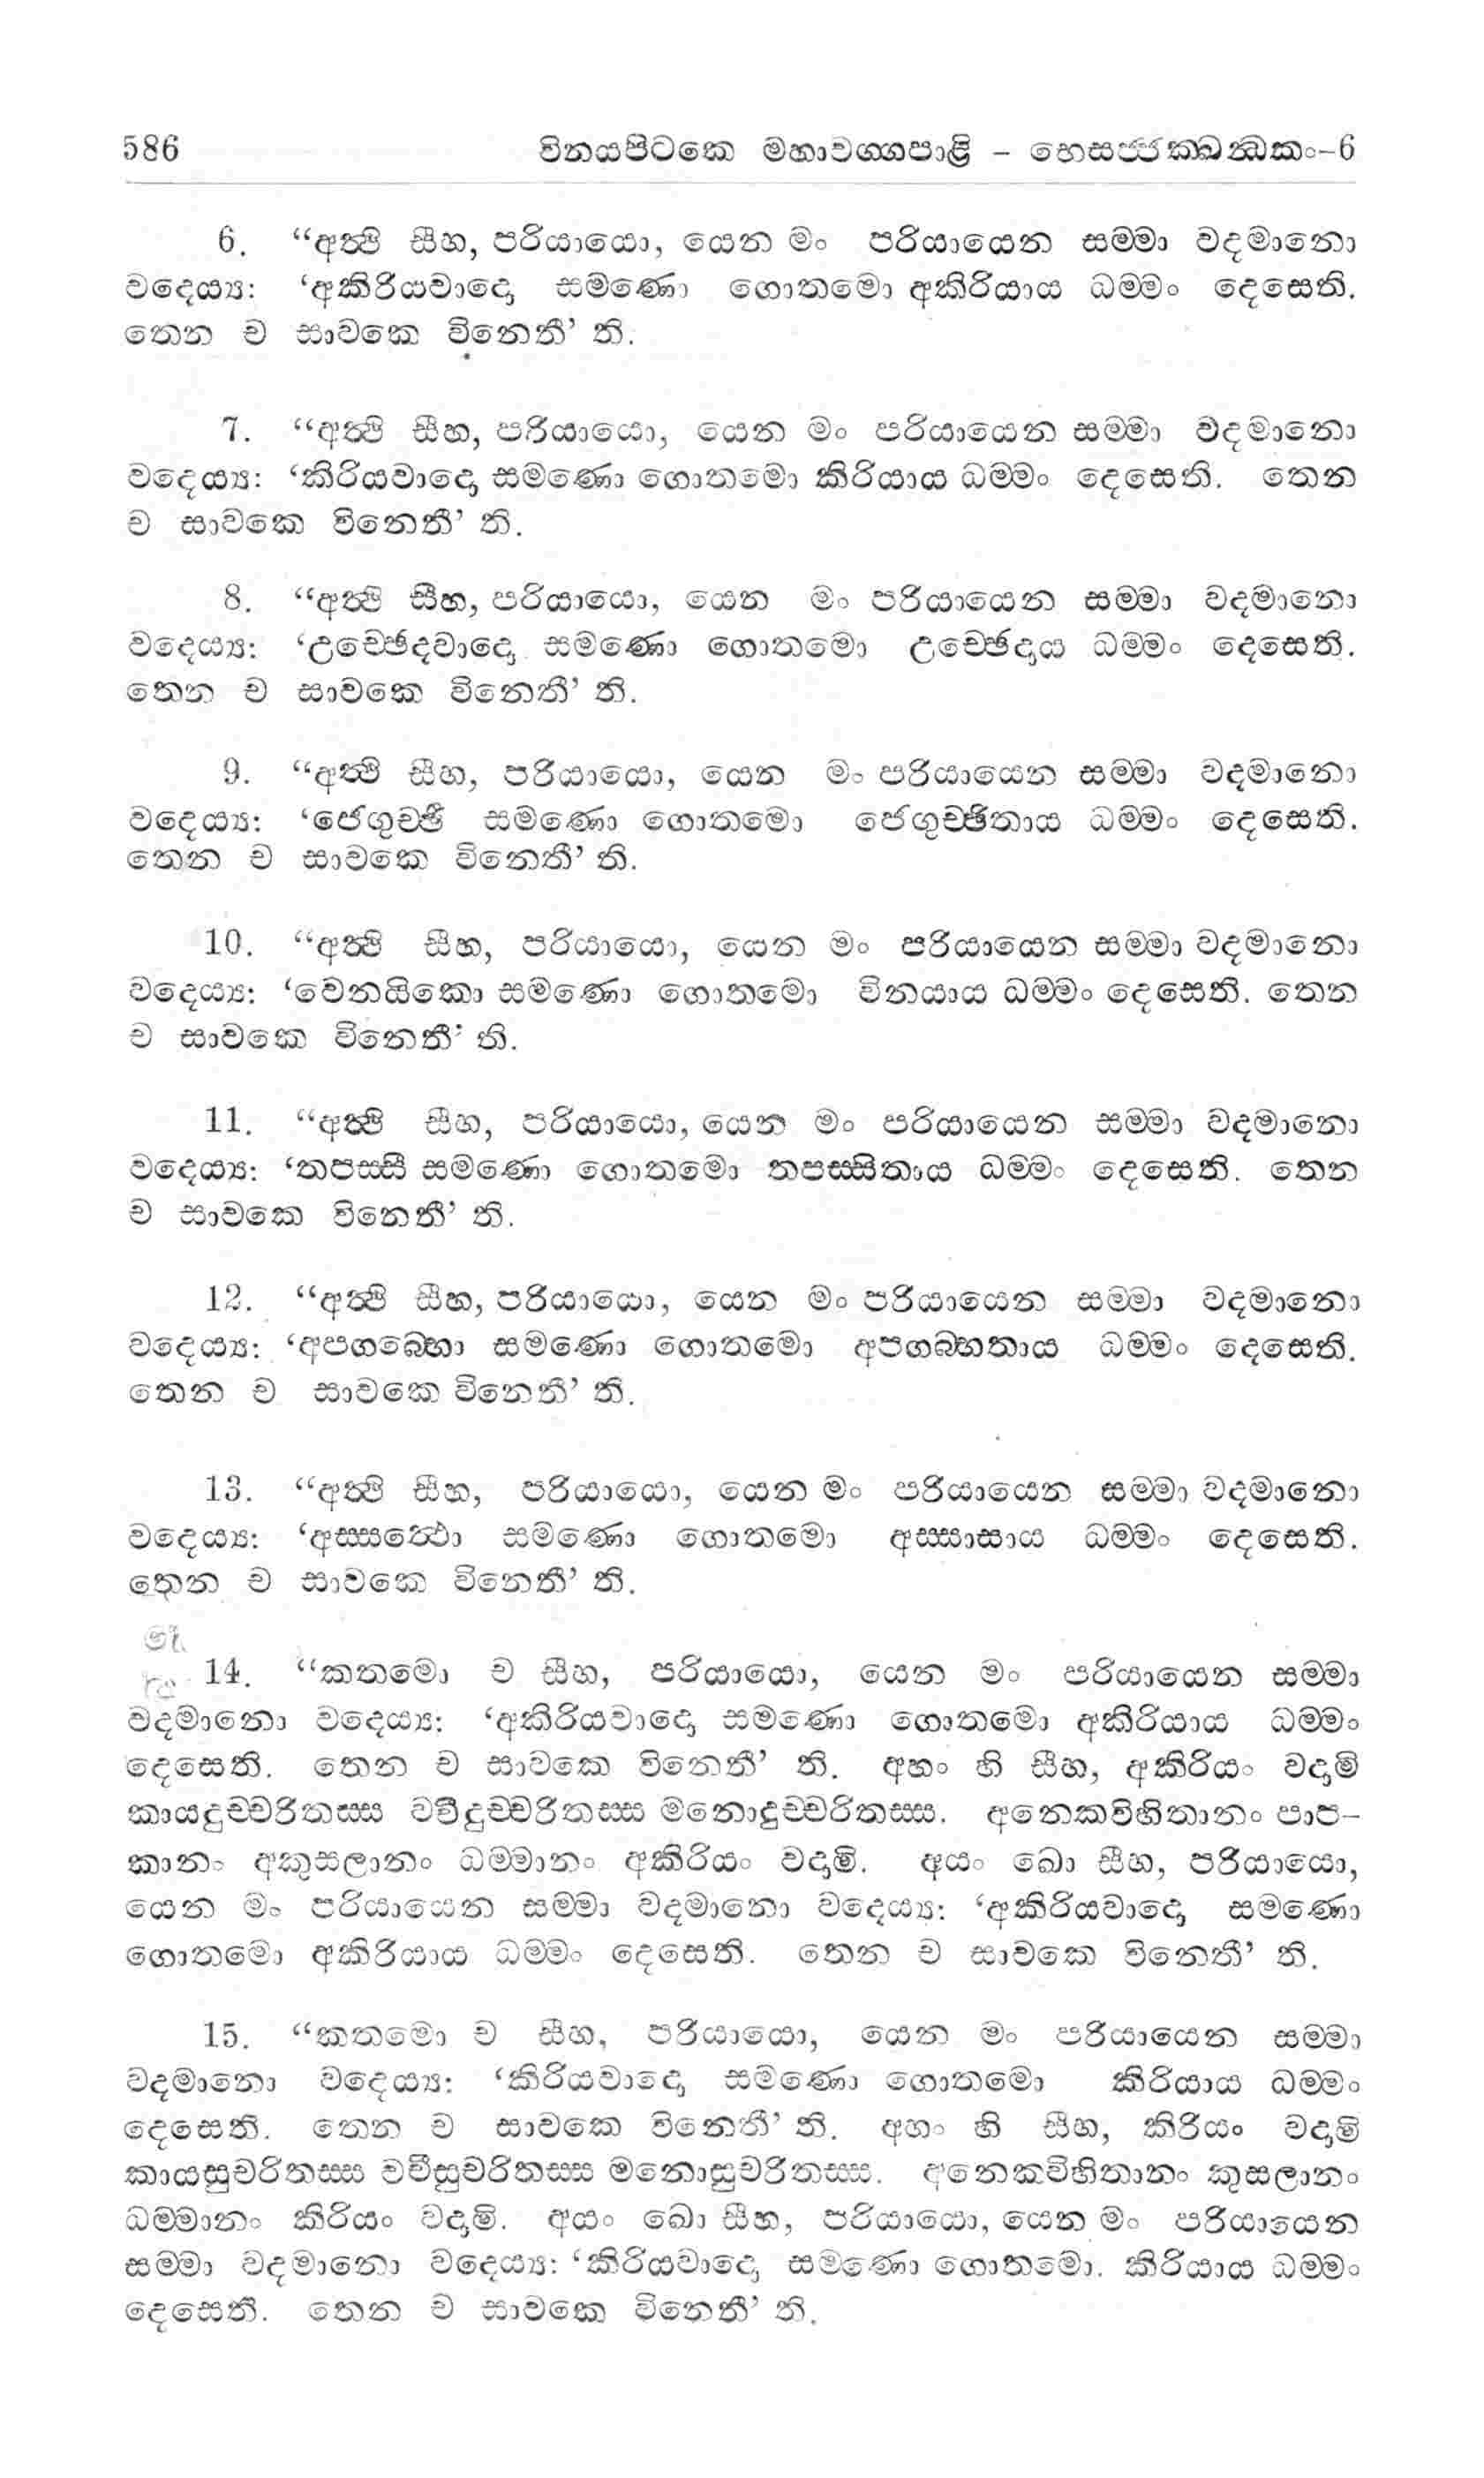 586 විනයපිටකෙ මහාවග්ගපාළි – භෙසජ්ජක්ඛන්ධකං–6
6. “අත්ථි සීහ, පරියායො, යෙන මං පරියායෙන සම්මා වදමානො
වදෙය්‍ය: ‘අකිරියවාදො සමණො ගොතමො අකිරියාය ධම්මං දෙසෙති.
තෙන ච සාවකෙ විනෙතී’ ති.
7. “අත්ථි සීහ, පරියායො, යෙන මං පරියායෙන සම්මා වදමානො
වදෙය්‍ය: ‘කිරියවාදො සමණො ගොතමො කිරියාය ධම්මං දෙසෙති. තෙන
ච සාවකෙ විනෙතී’ ති.
8. “අත්ථි සීහ, පරියායො, යෙන මං පරියායෙන සම්මා වදමානො
වදෙය්‍ය: ‘උච්ඡෙදවාදො සමණො ගොතමො උච්ඡෙදාය ධම්මං දෙසෙති.
තෙන ච සාවකෙ විනෙතී’ ති.
9. “අත්ථි සීහ, පරියායො, යෙන මං පරියායෙන සම්මා වදමානො
වදෙය්‍ය: ‘ජෙගුච්ඡී සමණො ගොතමො ජෙගුච්ඡිතාය ධම්මං දෙසෙති.
තෙන ච සාවකෙ විනෙතී’ ති.
10. “අත්ථි සීහ, පරියායො, යෙන මං පරියායෙන සම්මා වදමානො
වදෙය්‍ය: ‘වෙනයිකො සමණො ගොතමො විනයාය ධම්මං දෙසෙති. තෙන
ච සාවකෙ විනෙතී’ ති.
11. “අත්ථි සීහ, පරියායො, යෙන මං පරියායෙන සම්මා වදමානො
වදෙය්‍ය: ‘තපස්සී සමණො ගොතමො තපස්සිතාය ධම්මං දෙසෙති. තෙන
ච සාවකෙ විනෙතී’ ති.
12. “අත්ථි සීහ, පරියායො, යෙන මං පරියායෙන සම්මා වදමානො
වදෙය්‍ය: ‘අපගබ්භො සමණො ගොතමො අපගබ්භතාය ධම්මං දෙසෙති.
තෙන ච සාවකෙ විනෙතී’ ති.
13. “අත්ථි සීහ, පරියායො, යෙන මං පරියායෙන සම්මා වදමානො
වදෙය්‍ය: ‘අස්සත්ථො සමණො ගොතමො අස්සාසාය ධම්මං දෙසෙති.
තෙන ච සාවකෙ විනෙතී’ ති.
14. “කතමො ච සීහ, පරියායො, යෙන මං පරියායෙන සම්මා
වදමානො වදෙය්‍ය: ‘අකිරියවාදො සමණො ගොතමො අකිරියාය ධම්මං
දෙසෙති. තෙන ච සාවකෙ විනෙතී’ ති. අහං හි සීහ, අකිරියං වදාමි
කායදුච්චරිතස්ස වචීදුච්චරිතස්ස මනොදුච්චරිතස්ස. අනෙකවිහිතානං පාප–
කානං අකුසලානං ධම්මානං අකිරියං වදාමි. අයං ඛො සීහ, පරියායො,
යෙන මං පරියායෙන සම්මා වදමානො වදෙය්‍ය: ‘අකිරියවාදො සමණො
ගොතමො අකිරියාය ධම්මං දෙසෙති. තෙන ච සාවකෙ විනෙතී’ ති.
15. “කතමො ච සීහ, පරියායො, යෙන මං පරියායෙන සම්මා
වදමානො වදෙය්‍ය: ‘කිරියවාදො සමණො ගොතමො කිරියාය ධම්මං
දෙසෙති. තෙන ච සාවකෙ විනෙතී’ ති. අහං හි සීහ, කිරියං වදාමි
කායසුචරිතස්ස වචීසුචරිතස්ස මනොසුචරිතස්ස. අනෙකවිහිතානං කුසලානං
ධම්මානං කිරියං වදාමි. අයං ඛො සීහ, පරියායො, යෙන මං පරියායෙන
සම්මා වදමානො වදෙය්‍ය: ‘කිරියවාදො සමණො ගොතමො. කිරියාය ධම්මං
දෙසෙති. තෙන ච සාවකෙ විනෙතී’ ති.